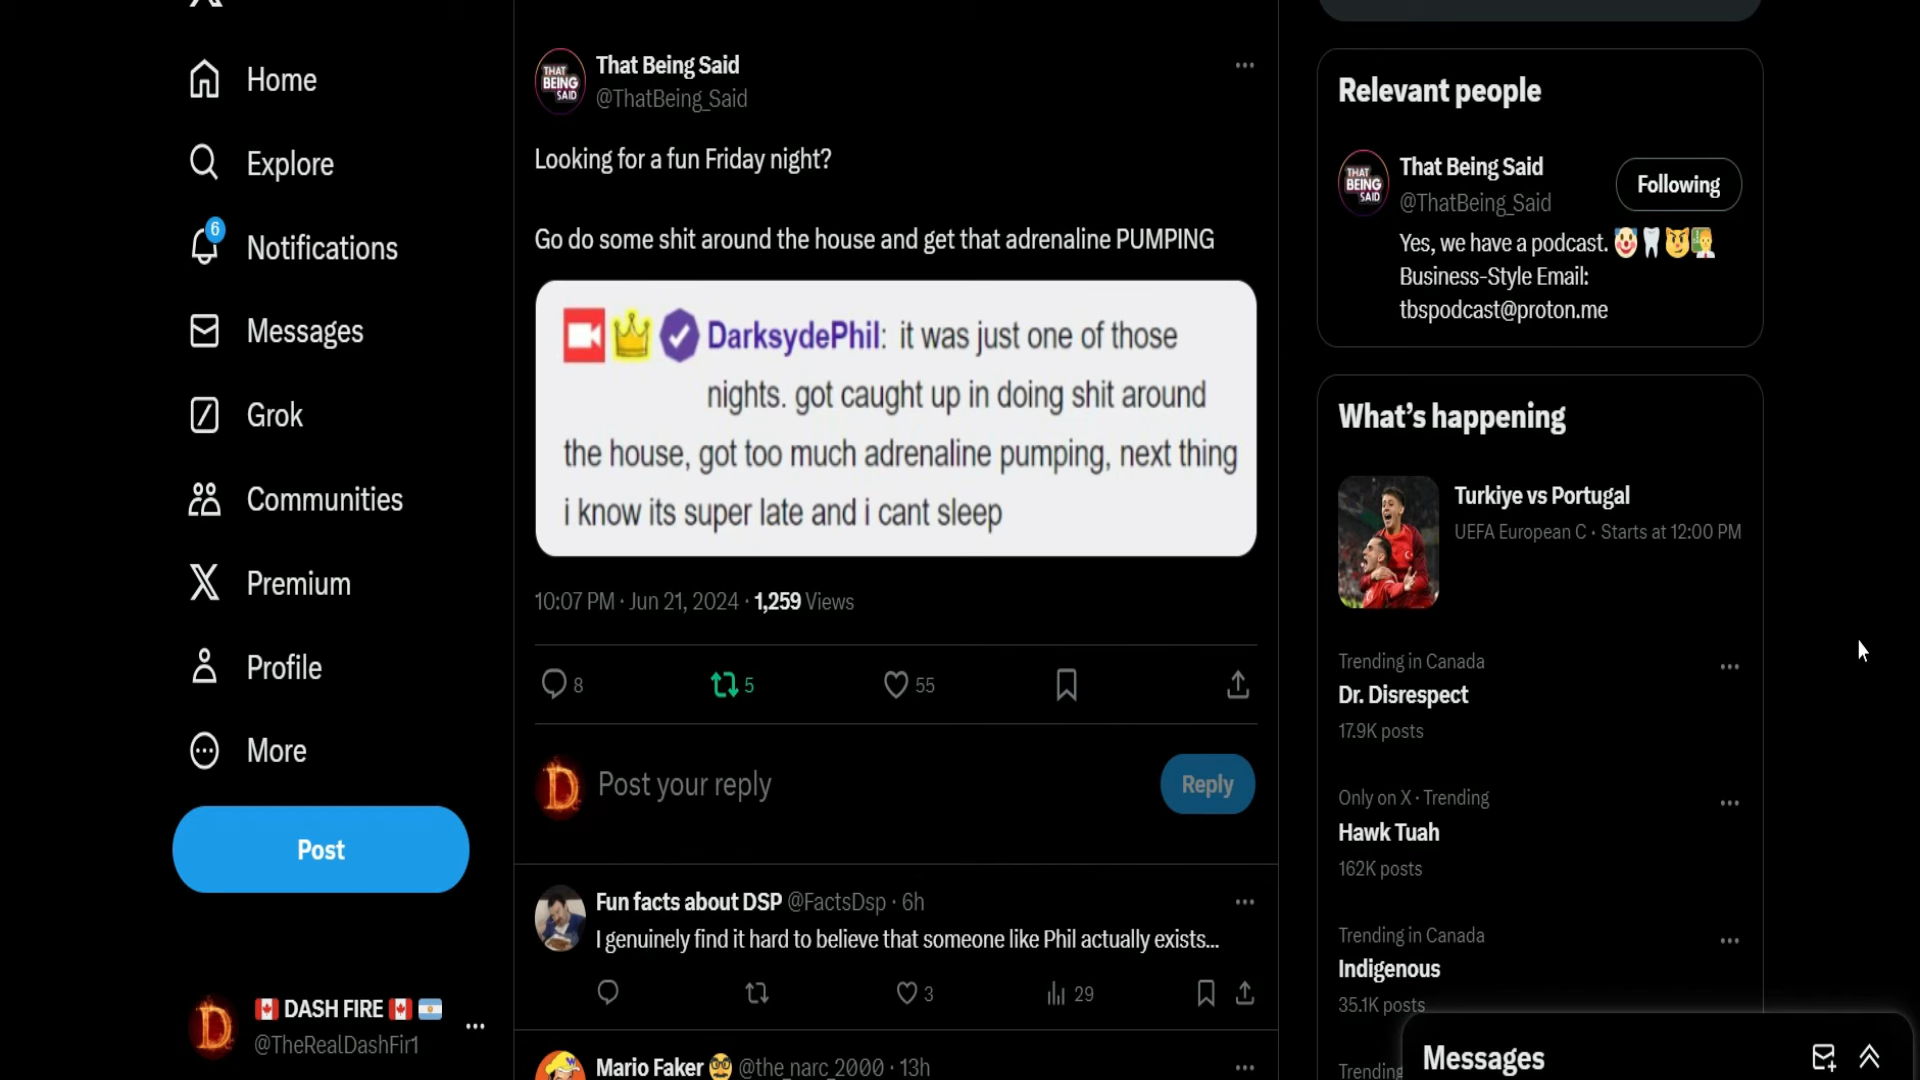 Home
Explore
6
Notifications
Messages
Grok
Communities
Premium
Profile
More
Post
DASH FIRE
@TheRealDashFir1
THAT BEING SAID
That Being Said
@ThatBeing_Said
Looking for a fun Friday night?
Go do some shit around the house and get that adrenaline PUMPING
DarksydePhil: it was just one of those
nights. got caught up in doing shit around
the house, got too much adrenaline pumping, next thing
i know its super late and i cant sleep
10:07 PM · Jun 21, 2024 · 1,259 Views
8 5 55
Post your reply
Reply
Fun facts about DSP @FactsDsp · 6h
I genuinely find it hard to believe that someone like Phil actually exists...
3 29
Mario Faker @the_narc_2000 · 13h
Relevant people
THAT BEING SAID
That Being Said
@ThatBeing_Said
Following
Yes, we have a podcast.
Business-Style Email:
tbspodcast@proton.me
What's happening
Turkiye vs Portugal
UEFA European C · Starts at 12:00 PM
Trending in Canada
Dr. Disrespect
17.9K posts
Only on X · Trending
Hawk Tuah
162K posts
Trending in Canada
Indigenous
35.1K posts
Trending
Messages